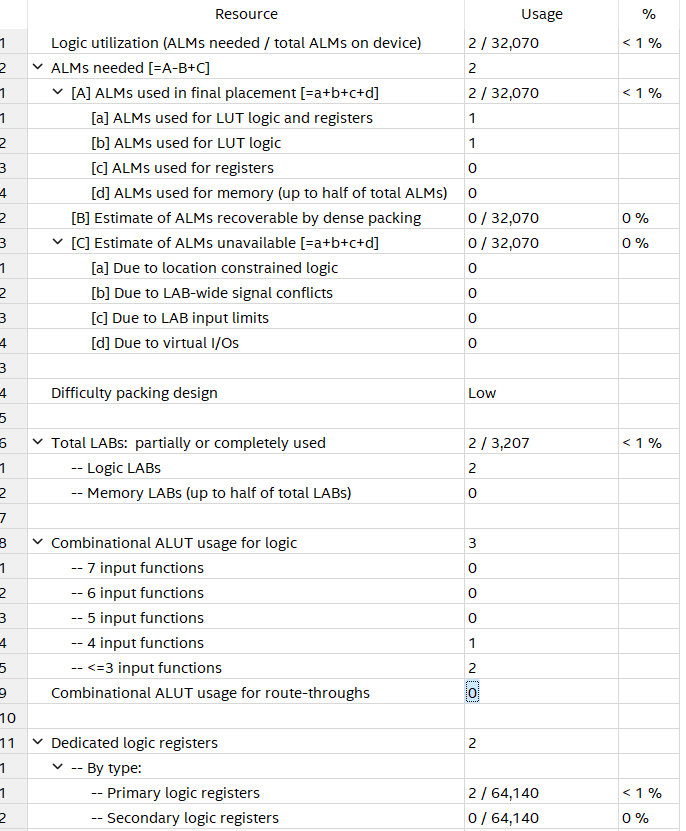 Resource Usage %
1 Logic utilization (ALMs needed / total ALMs on device) 2 / 32,070 < 1 %
2 ALMs needed [=A-B+C] 2
1 [A] ALMs used in final placement [=a+b+c+d] 2 / 32,070 < 1 %
1 [a] ALMs used for LUT logic and registers 1
2 [b] ALMs used for LUT logic 1
3 [c] ALMs used for registers 0
4 [d] ALMs used for memory (up to half of total ALMs) 0
2 [B] Estimate of ALMs recoverable by dense packing 0 / 32,070 0 %
3 [C] Estimate of ALMs unavailable [=a+b+c+d] 0 / 32,070 0 %
1 [a] Due to location constrained logic 0
2 [b] Due to LAB-wide signal conflicts 0
3 [c] Due to LAB input limits 0
4 [d] Due to virtual I/Os 0
3
4 Difficulty packing design Low
5
6 Total LABs:  partially or completely used 2 / 3,207 < 1 %
1 -- Logic LABs 2
2 -- Memory LABs (up to half of total LABs) 0
7
8 Combinational ALUT usage for logic 3
1 -- 7 input functions 0
2 -- 6 input functions 0
3 -- 5 input functions 0
4 -- 4 input functions 1
5 -- <=3 input functions 2
9 Combinational ALUT usage for route-throughs 0
10
11 Dedicated logic registers 2
1 -- By type:
1 -- Primary logic registers 2 / 64,140 < 1 %
2 -- Secondary logic registers 0 / 64,140 0 %